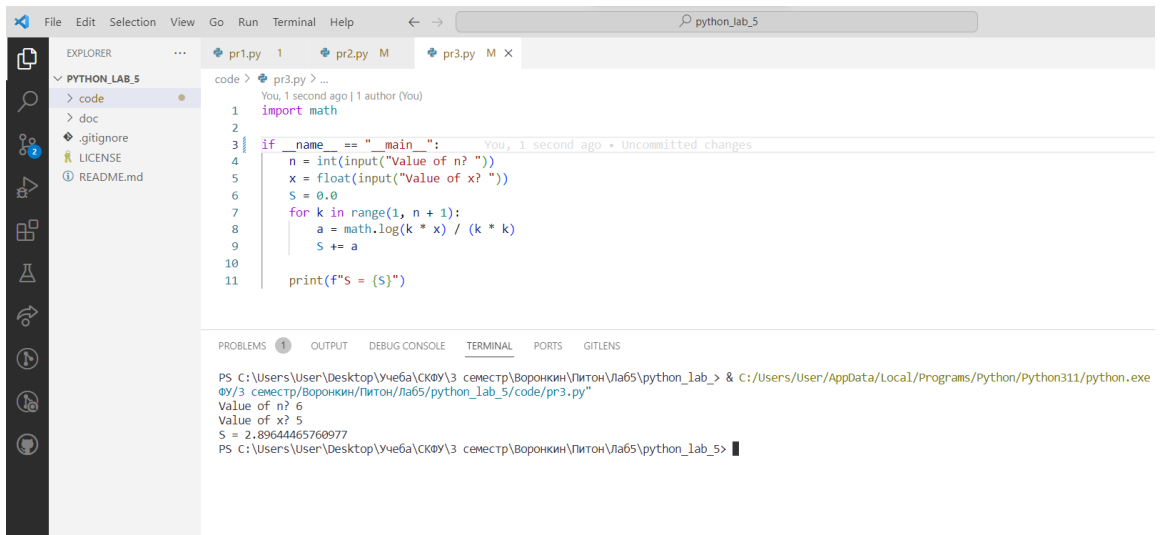 File Edit Selection View Go Run Terminal Help ← → python_lab_5
EXPLORER ···
PYTHON_LAB_5
code
doc
.gitignore
LICENSE
README.md
2
pr1.py 1 pr2.py M pr3.py M ×
code > pr3.py > ...
You, 1 second ago | 1 author (You)
1 import math
2
3 if __name__ == "__main__": You, 1 second ago • Uncommitted changes
4 n = int(input("Value of n? "))
5 x = float(input("Value of x? "))
6 S = 0.0
7 for k in range(1, n + 1):
8 a = math.log(k * x) / (k * k)
9 S += a
10
11 print(f"S = {S}")
PROBLEMS 1 OUTPUT DEBUG CONSOLE TERMINAL PORTS GITLENS
PS C:\Users\User\Desktop\Учеба\СКФУ\3 семестр\Воронкин\Питон\Лаб5\python_lab_> & C:/Users/User/AppData/Local/Programs/Python/Python311/python.exe
ФУ/3 семестр/Воронкин/Питон/Лаб5/python_lab_5/code/pr3.py"
Value of n? 6
Value of x? 5
S = 2.89644465760977
PS C:\Users\User\Desktop\Учеба\СКФУ\3 семестр\Воронкин\Питон\Лаб5\python_lab_5>